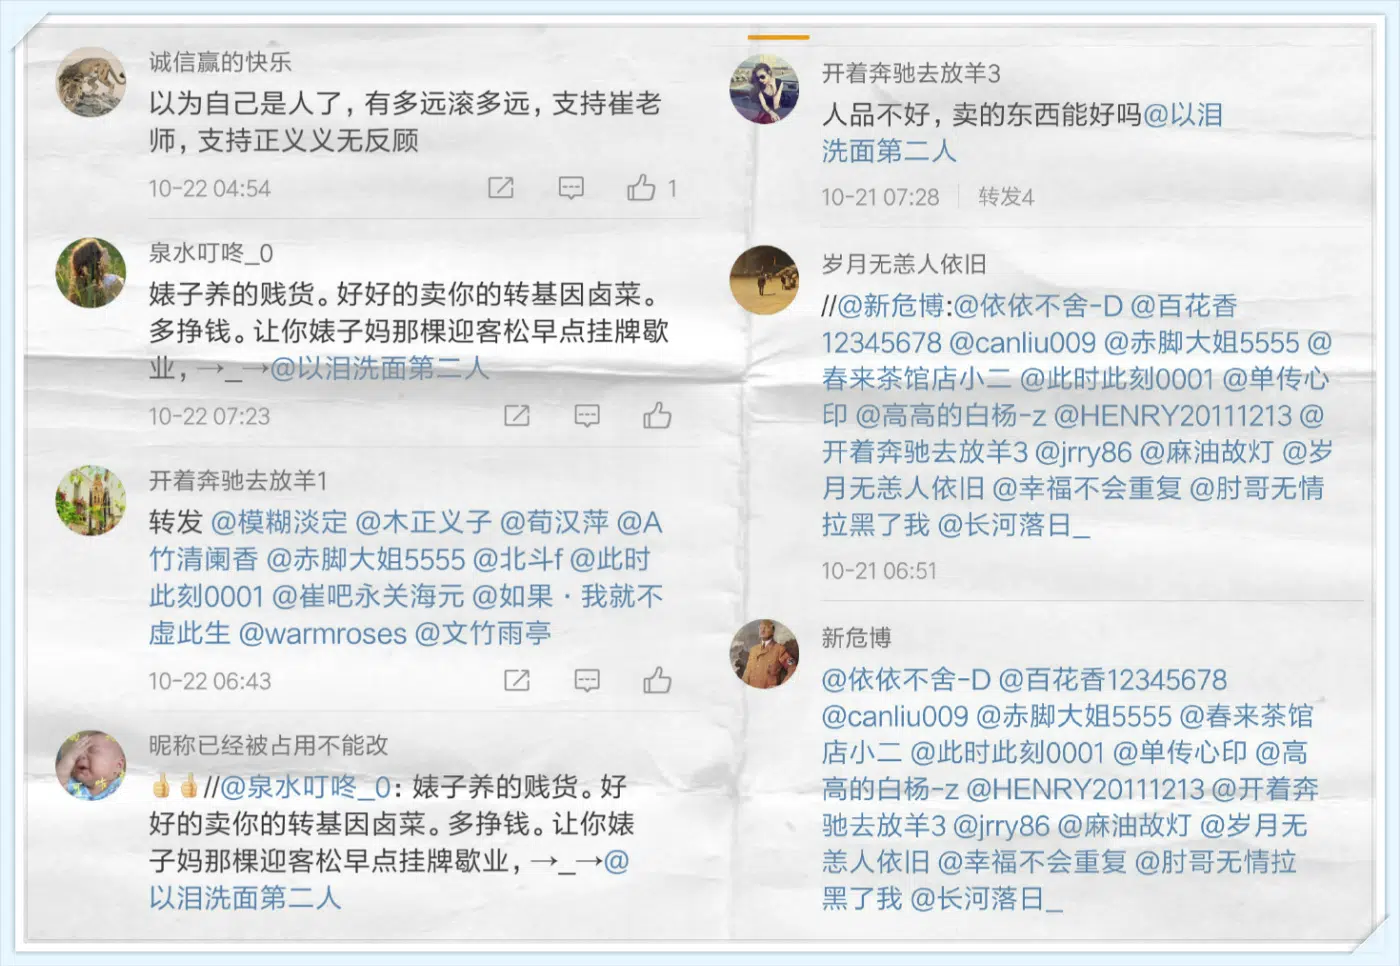 诚信赢的快乐
以为自己是人了，有多远滚多远，支持崔老
师，支持正义义无反顾
10-22 04:54
1
泉水叮咚_0
婊子养的贱货。好好的卖你的转基因卤菜。
多挣钱。让你婊子妈那棵迎客松早点挂牌歇
业，→_→@以泪洗面第二人
10-22 07:23
开着奔驰去放羊1
转发 @模糊淡定 @木正义子 @荀汉萍 @A
竹清阑香 @赤脚大姐5555 @北斗f @此时
此刻0001 @崔吧永关海元 @如果·我就不
虚此生 @warmroses @文竹雨亭
10-22 06:43
昵称已经被占用不能改
👍👍//@泉水叮咚_0：婊子养的贱货。好
好的卖你的转基因卤菜。多挣钱。让你婊
子妈那棵迎客松早点挂牌歇业，→_→@
以泪洗面第二人
开着奔驰去放羊3
人品不好，卖的东西能好吗@以泪
洗面第二人
10-21 07:28 转发4
岁月无恙人依旧
//@新危博:@依依不舍-D @百花香
12345678 @canliu009 @赤脚大姐5555 @
春来茶馆店小二 @此时此刻0001 @单传心
印 @高高的白杨-z @HENRY20111213 @
开着奔驰去放羊3 @jrry86 @麻油故灯 @岁
月无恙人依旧 @幸福不会重复 @肘哥无情
拉黑了我 @长河落日_
10-21 06:51
新危博
@依依不舍-D @百花香12345678
@canliu009 @赤脚大姐5555 @春来茶馆
店小二 @此时此刻0001 @单传心印 @高
高的白杨-z @HENRY20111213 @开着奔
驰去放羊3 @jrry86 @麻油故灯 @岁月无
恙人依旧 @幸福不会重复 @肘哥无情拉
黑了我 @长河落日_